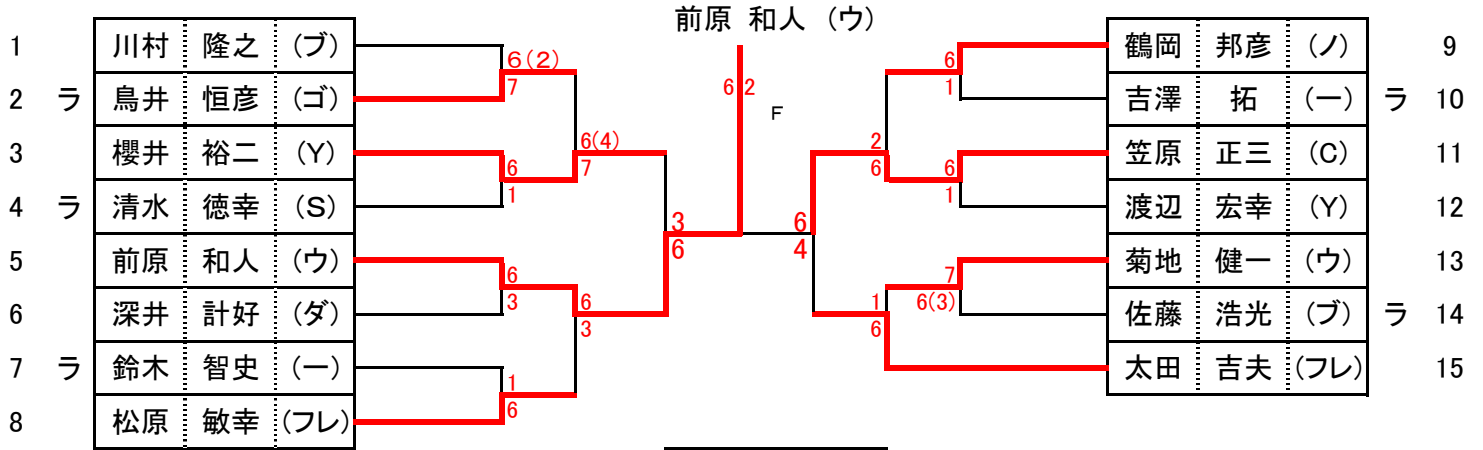 前原 和人 (ウ)
1 川村 隆之 (ブ)
2 ラ 鳥井 恒彦 (ゴ)
3 櫻井 裕二 (Y)
4 ラ 清水 徳幸 (S)
5 前原 和人 (ウ)
6 深井 計好 (ダ)
7 ラ 鈴木 智史 (一)
8 松原 敏幸 (フレ)
6(2)
7
6
1
6
3
1
6
6(4)
7
6
3
3
6
6 2
F
6
4
2
6
1
6
6
1
6
1
7
6(3)
鶴岡 邦彦 (ノ) 9
吉澤 拓 (一) ラ 10
笠原 正三 (C) 11
渡辺 宏幸 (Y) 12
菊地 健一 (ウ) 13
佐藤 浩光 (ブ) ラ 14
太田 吉夫 (フレ) 15